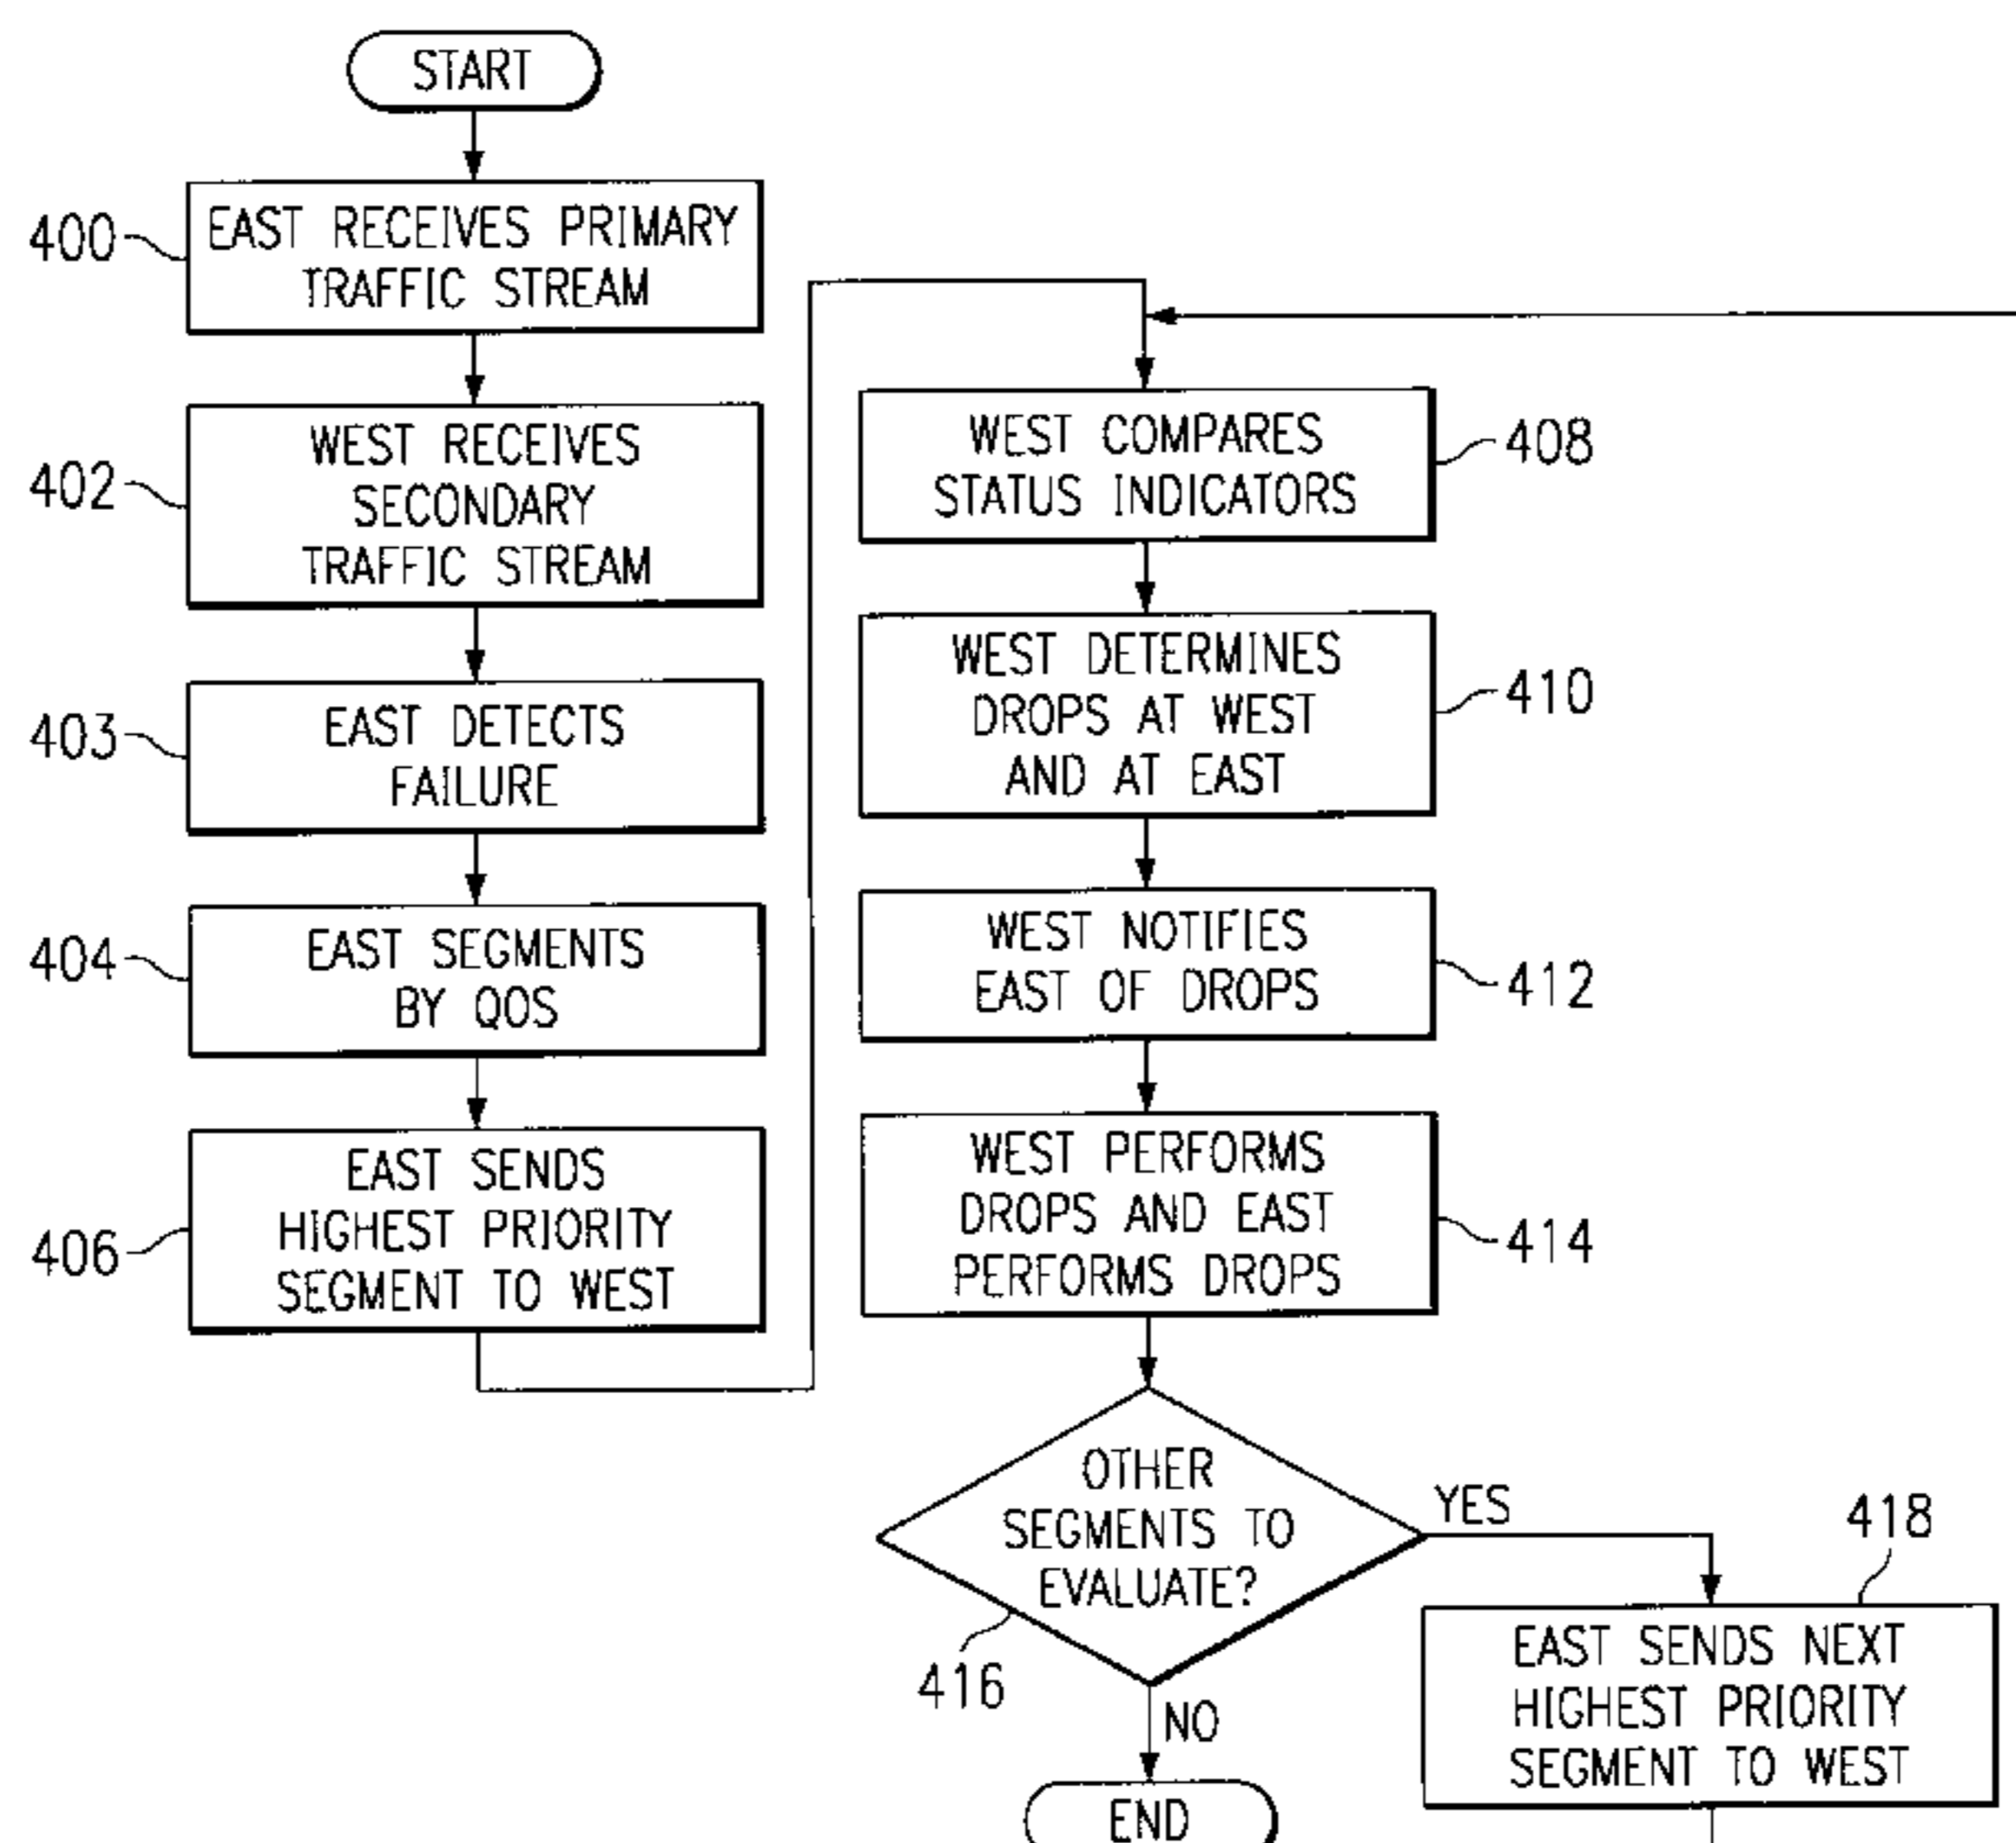 START
400
EAST RECEIVES PRIMARY
TRAFFIC STREAM
402
WEST RECEIVES
SECONDARY
TRAFFIC STREAM
403
EAST DETECTS
FAILURE
404
EAST SEGMENTS
BY QOS
406
EAST SENDS
HIGHEST PRIORITY
SEGMENT TO WEST
WEST COMPARES
STATUS INDICATORS
408
WEST DETERMINES
DROPS AT WEST
AND AT EAST
410
WEST NOTIFIES
EAST OF DROPS
412
WEST PERFORMS
DROPS AND EAST
PERFORMS DROPS
414
OTHER
SEGMENTS TO
EVALUATE?
416
YES
NO
418
EAST SENDS NEXT
HIGHEST PRIORITY
SEGMENT TO WEST
END